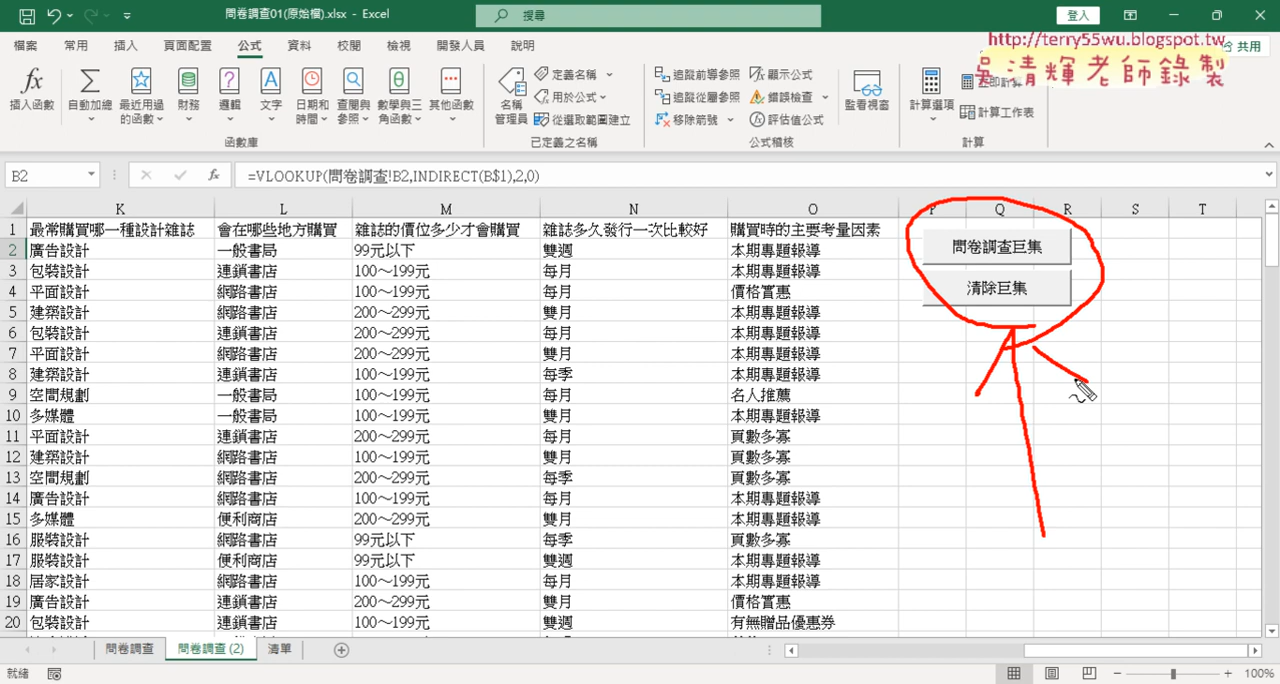 問卷調查01(原始檔).xlsx - Excel
搜尋
登入
http://terry55wu.blogspot.tw
吳清輝老師錄製
檔案 常用 插入 頁面配置 公式 資料 校閱 檢視 開發人員 說明
共用
插入函數 自動加總 最近用過的函數 財務 邏輯 文字 日期和時間 查閱與參照 數學與三角函數 其他函數
函數庫
名稱管理員 定義名稱 用於公式 從選取範圍建立
已定義之名稱
追蹤前導參照 顯示公式
追蹤從屬參照 錯誤檢查
移除箭號 評估值公式
監看視窗
公式稽核
計算選項 立即計算 計算工作表
計算
B2 fx =VLOOKUP(問卷調查!B2,INDIRECT(B$1),2,0)
K L M N O P Q R S T
1 最常購買哪一種設計雜誌 會在哪些地方購買 雜誌的價位多少才會購買 雜誌多久發行一次比較好 購買時的主要考量因素
2 廣告設計 一般書局 99元以下 雙週 本期專題報導
問卷調查巨集
3 包裝設計 連鎖書店 100～199元 每月 本期專題報導
4 平面設計 網路書店 100～199元 每月 價格實惠
清除巨集
5 建築設計 網路書店 200～299元 雙月 本期專題報導
6 包裝設計 連鎖書店 200～299元 每月 本期專題報導
7 平面設計 網路書店 200～299元 雙月 本期專題報導
8 建築設計 連鎖書店 100～199元 每季 本期專題報導
9 空間規劃 一般書局 100～199元 每月 名人推薦
10 多媒體 一般書局 100～199元 雙月 本期專題報導
11 平面設計 連鎖書店 200～299元 每月 頁數多寡
12 建築設計 網路書店 100～199元 雙月 頁數多寡
13 空間規劃 網路書店 200～299元 每季 頁數多寡
14 廣告設計 網路書店 100～199元 每月 本期專題報導
15 多媒體 便利商店 200～299元 雙月 本期專題報導
16 服裝設計 網路書店 99元以下 每季 頁數多寡
17 服裝設計 便利商店 99元以下 雙週 本期專題報導
18 居家設計 網路書店 100～199元 每月 本期專題報導
19 廣告設計 連鎖書店 200～299元 雙月 價格實惠
20 包裝設計 連鎖書店 100～199元 雙週 有無贈品優惠券
問卷調查 問卷調查 (2) 清單
就緒
100%